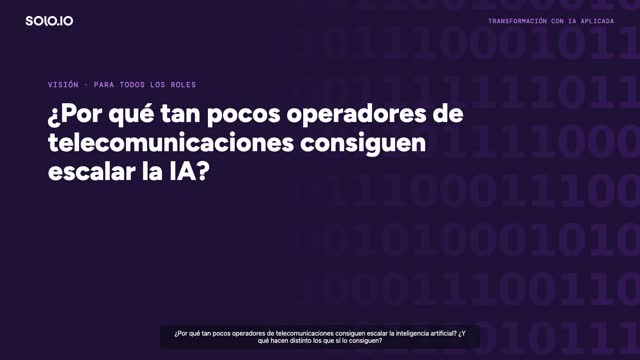 SOLO.IO
TRANSFORMACIÓN CON IA APLICADA
VISIÓN · PARA TODOS LOS ROLES
¿Por qué tan pocos operadores de
telecomunicaciones consiguen
escalar la IA?
¿Por qué tan pocos operadores de telecomunicaciones consiguen escalar la inteligencia artificial? ¿Y
qué hacen distinto los que sí lo consiguen?